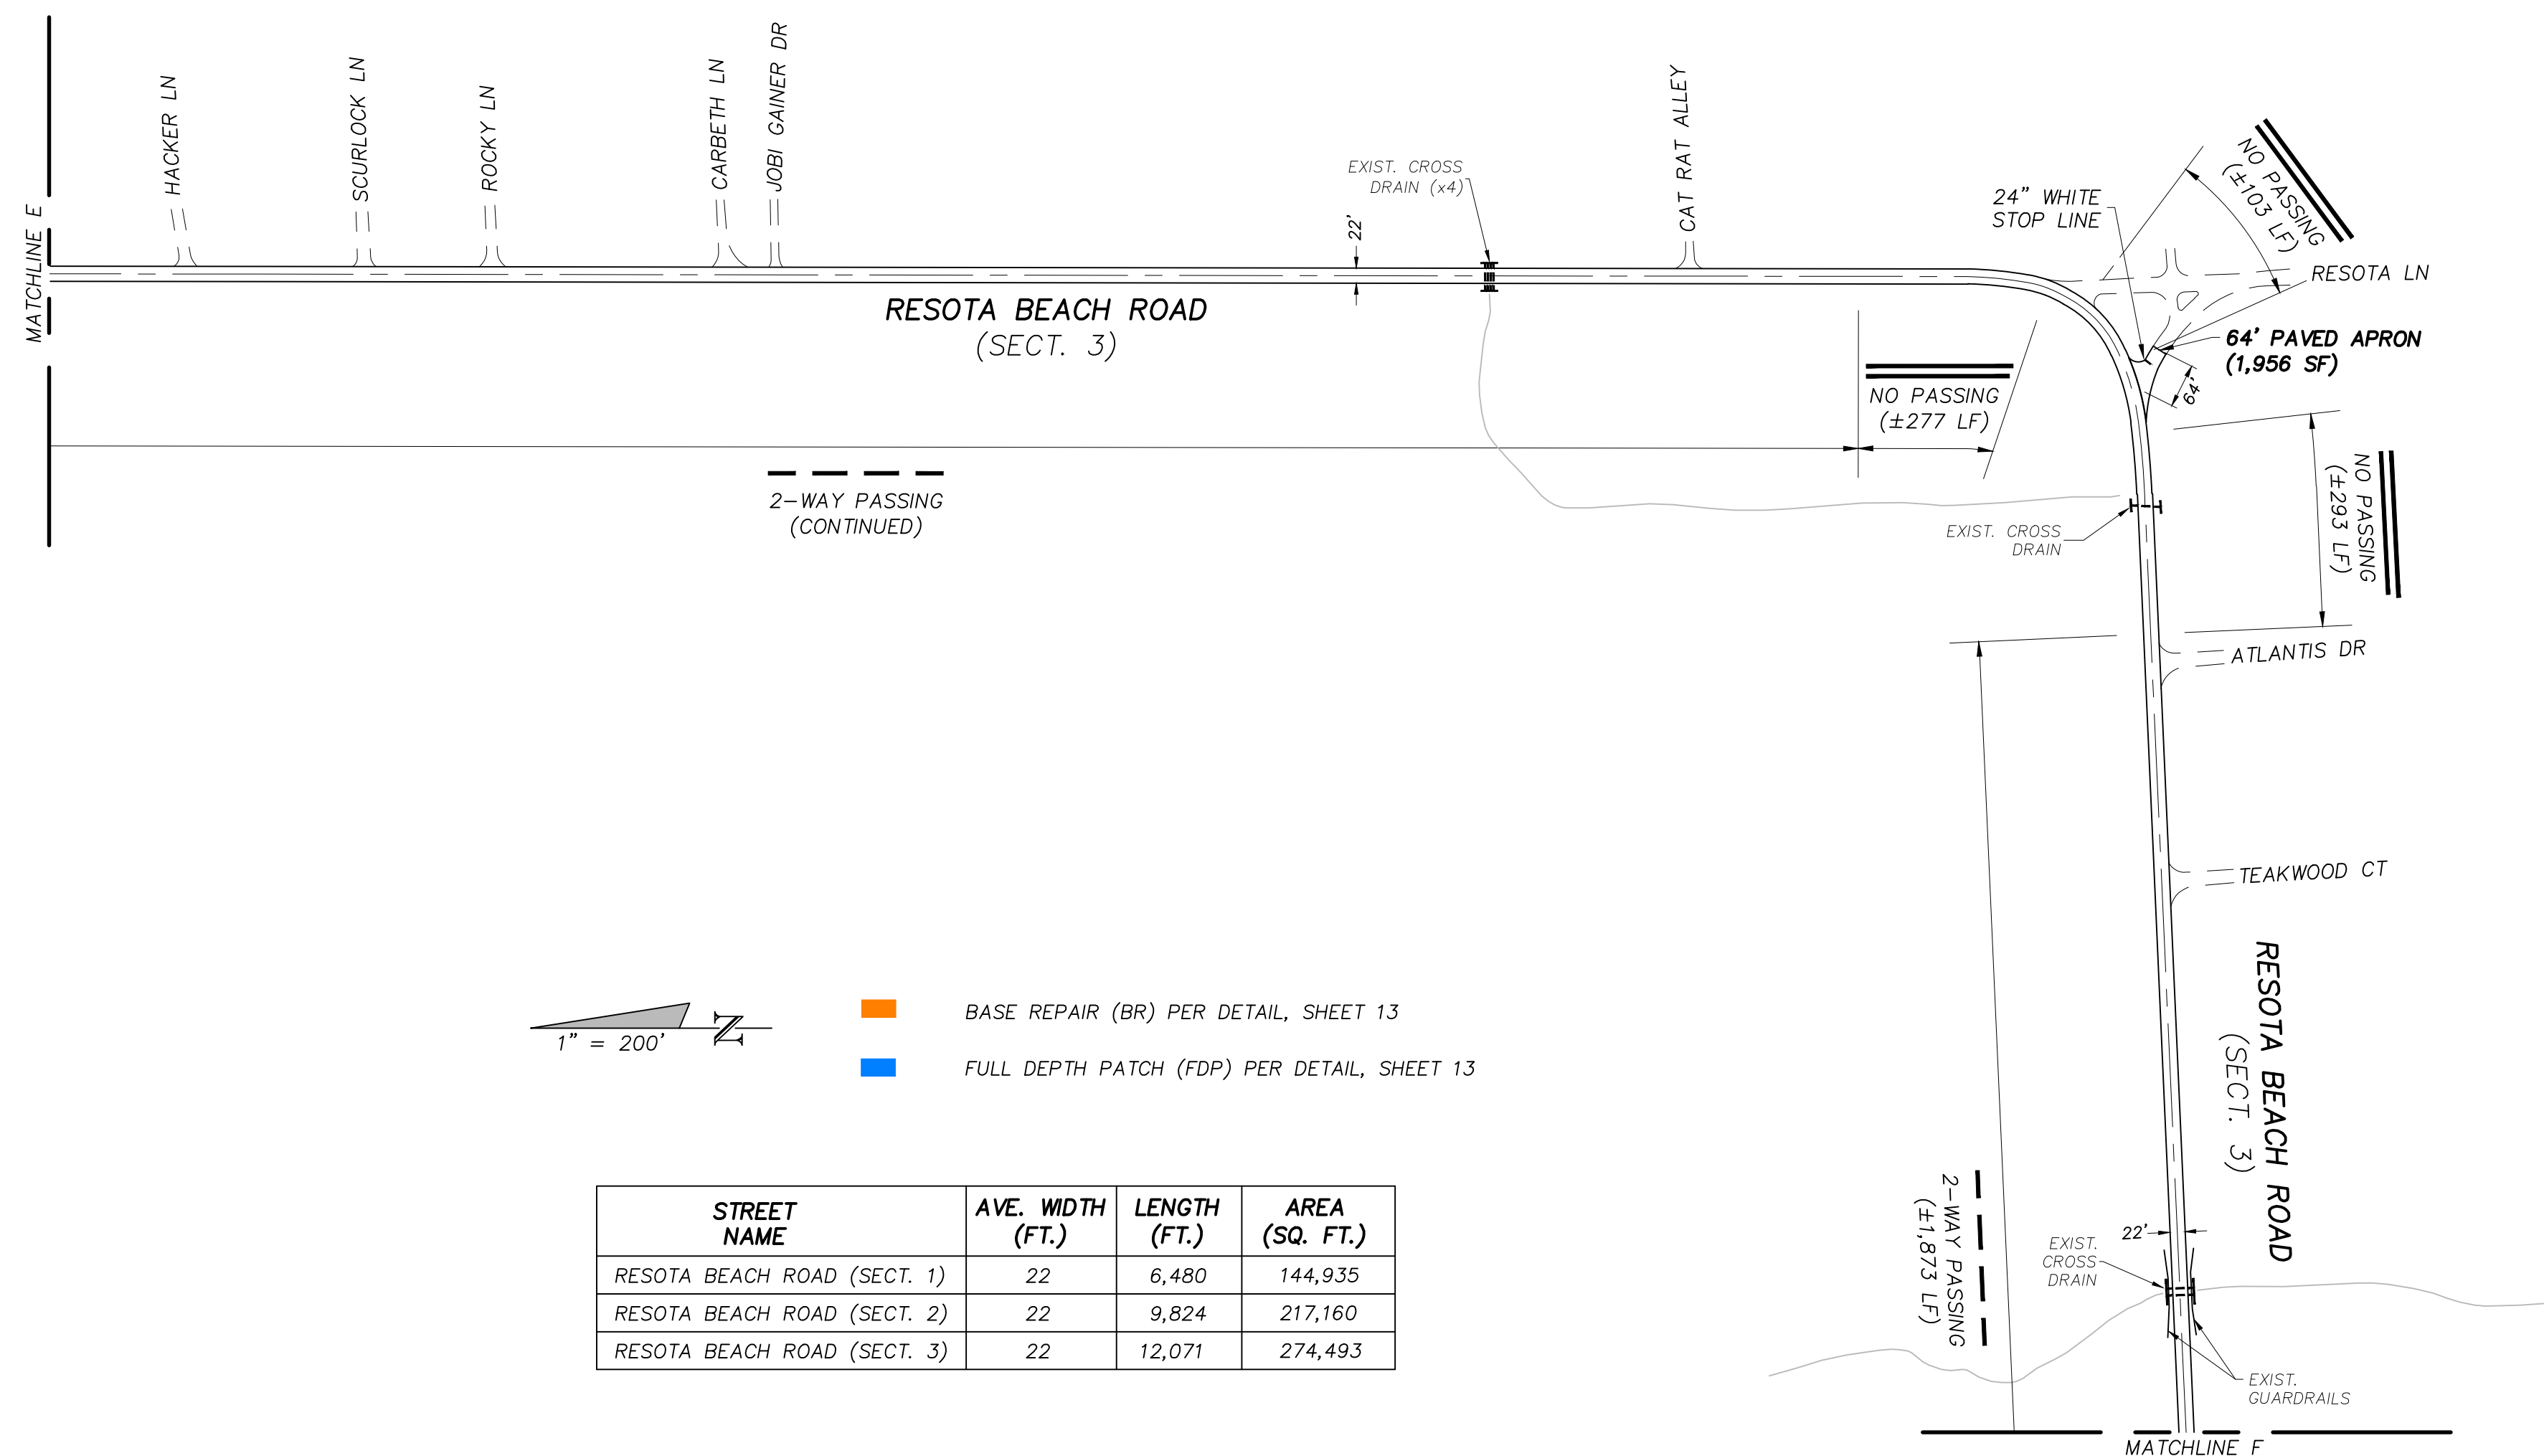 MATCHLINE E
HACKER LN
SCURLOCK LN
ROCKY LN
CARBETH LN
JOBI GAINER DR
EXIST. CROSS
DRAIN (x4)
22'
CAT RAT ALLEY
24" WHITE
STOP LINE
NO PASSING
(±103 LF)
RESOTA LN
64' PAVED APRON
(1,956 SF)
64'
RESOTA BEACH ROAD
(SECT. 3)
NO PASSING
(±277 LF)
2-WAY PASSING
(CONTINUED)
EXIST. CROSS
DRAIN
NO PASSING
(±293 LF)
ATLANTIS DR
TEAKWOOD CT
RESOTA BEACH ROAD
(SECT. 3)
N
1" = 200'
BASE REPAIR (BR) PER DETAIL, SHEET 13
FULL DEPTH PATCH (FDP) PER DETAIL, SHEET 13
STREET NAME AVE. WIDTH (FT.) LENGTH (FT.) AREA (SQ. FT.)
RESOTA BEACH ROAD (SECT. 1) 22 6,480 144,935
RESOTA BEACH ROAD (SECT. 2) 22 9,824 217,160
RESOTA BEACH ROAD (SECT. 3) 22 12,071 274,493
2-WAY PASSING
(±1,873 LF)
22'
EXIST.
CROSS
DRAIN
EXIST.
GUARDRAILS
MATCHLINE F